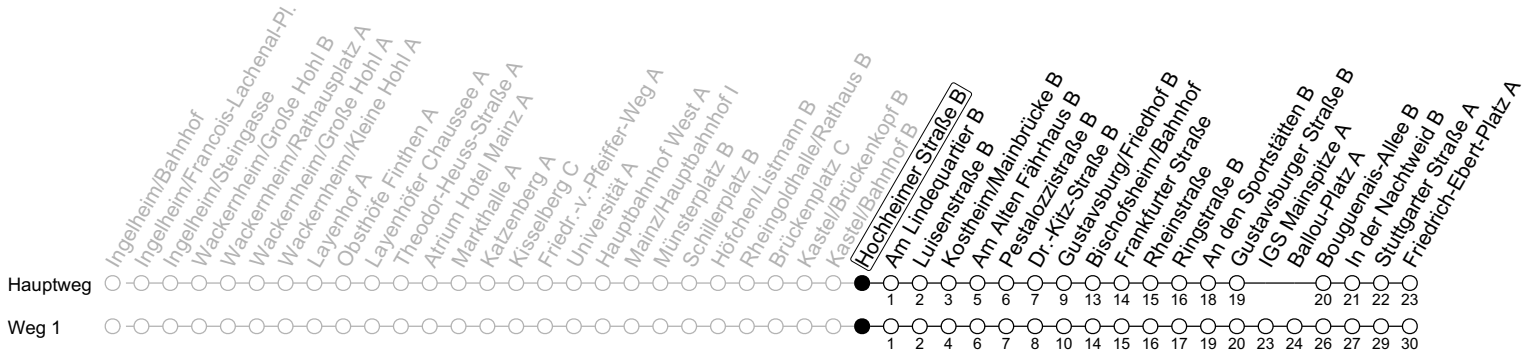 Ingelheim/Bahnhof
Ingelheim/Francois-Lachenal-Pl.
Ingelheim/Steingasse
Wackernheim/Große Hohl B
Wackernheim/Rathausplatz A
Wackernheim/Große Hohl A
Wackernheim/Kleine Hohl A
Layenhof A
Obsthöfe Finthen A
Layenhöfer Chaussee A
Theodor-Heuss-Straße A
Atrium Hotel Mainz A
Markthalle A
Katzenberg A
Kisselberg C
Friedr.-v.-Pfeiffer-Weg A
Universität A
Hauptbahnhof West A
Mainz/Hauptbahnhof I
Münsterplatz B
Schillerplatz B
Höfchen/Listmann B
Rheingoldhalle/Rathaus B
Brückenplatz C
Kastel/Brückenkopf B
Kastel/Bahnhof B
Hochheimer Straße B
Am Lindequartier B
Luisenstraße B
Kostheim/Mainbrücke B
Am Alten Fährhaus B
Pestalozzistraße B
Dr.-Kitz-Straße B
Gustavsburg/Friedhof B
Bischofsheim/Bahnhof
Frankfurter Straße
Rheinstraße
Ringstraße B
An den Sportstätten B
Gustavsburger Straße B
IGS Mainspitze A
Ballou-Platz A
Bouguenais-Allee B
In der Nachtweid B
Stuttgarter Straße A
Friedrich-Ebert-Platz A
Hauptweg
1 2 3 5 6 7 9 13 14 15 16 18 19 20 21 22 23
Weg 1
1 2 3 6 7 8 10 14 15 16 17 19 20 23 24 26 27 29 30